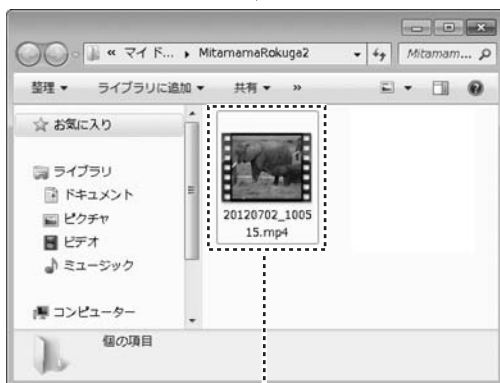 « マイ ド... ▸ MitamamaRokuga2
Mitamam...
整理 ▼ ライブラリに追加 ▼ 共有 ▼ »
お気に入り
ライブラリ
ドキュメント
ピクチャ
ビデオ
ミュージック
コンピューター
20120702_1005
15.mp4
個の項目